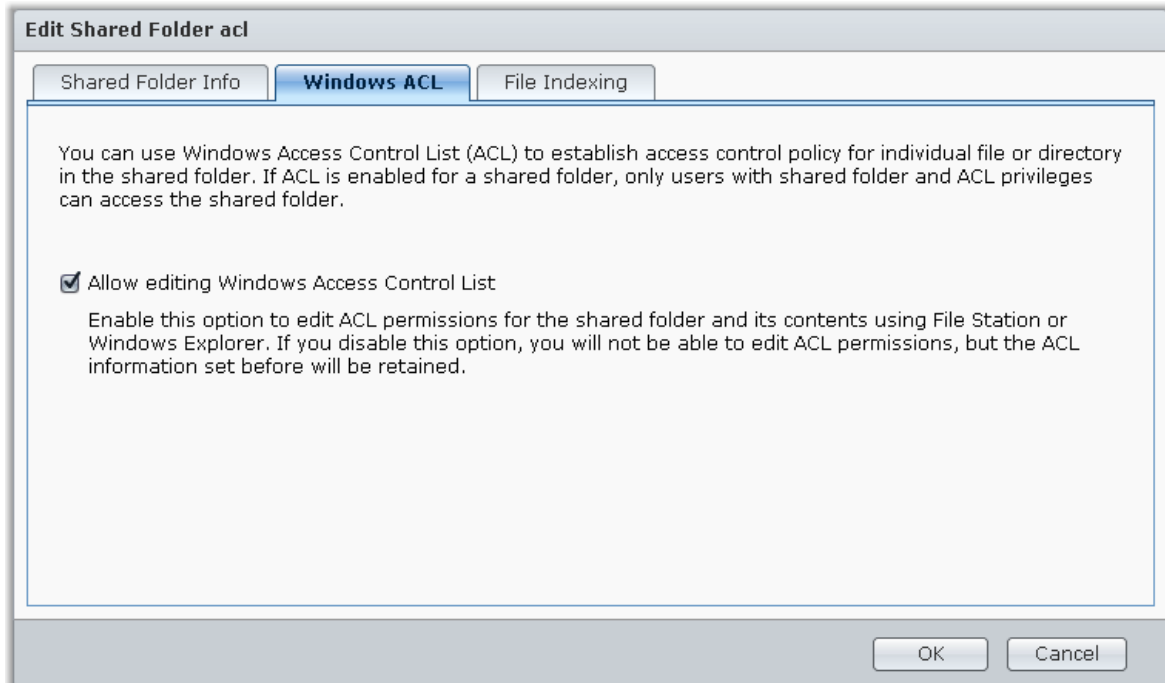 Edit Shared Folder acl
Shared Folder Info
Windows ACL
File Indexing
You can use Windows Access Control List (ACL) to establish access control policy for individual file or directory
in the shared folder. If ACL is enabled for a shared folder, only users with shared folder and ACL privileges
can access the shared folder.
Allow editing Windows Access Control List
Enable this option to edit ACL permissions for the shared folder and its contents using File Station or
Windows Explorer. If you disable this option, you will not be able to edit ACL permissions, but the ACL
information set before will be retained.
OK
Cancel